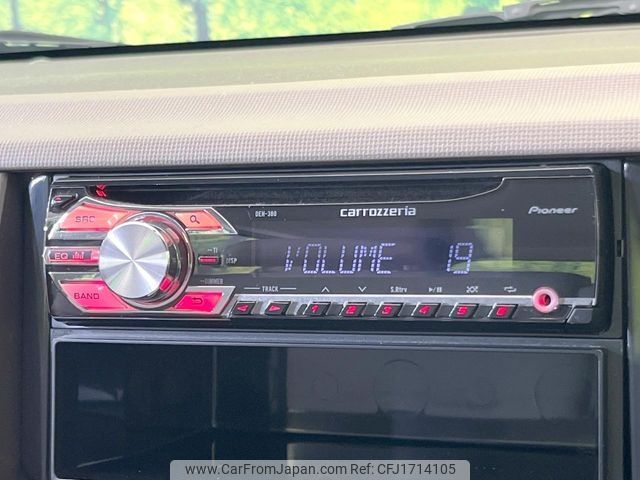 DEH-380
carrozzeria
Pioneer
SRC
EQ
TI
DISP
VOLUME 19
BAND
DIMMER
TRACK
S.Rtrv
1 2 3 4 5 6
www.CarFromJapan.com | Ref:CFJ1714105